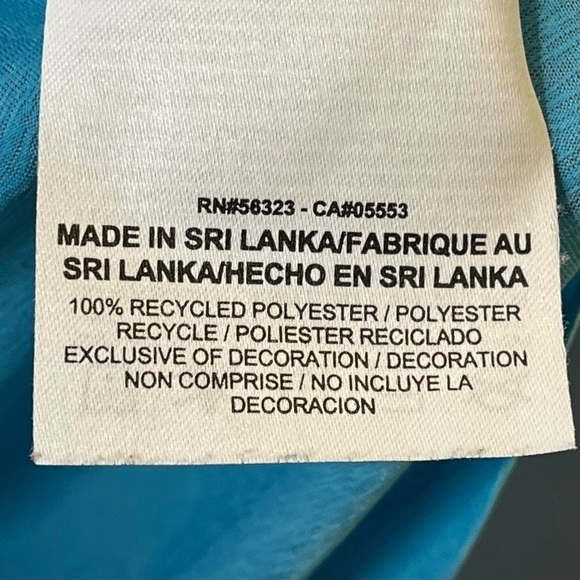 RN#56323 - CA#05553
MADE IN SRI LANKA/FABRIQUE AU
SRI LANKA/HECHO EN SRI LANKA
100% RECYCLED POLYESTER / POLYESTER
RECYCLE / POLIESTER RECICLADO
EXCLUSIVE OF DECORATION / DECORATION
NON COMPRISE / NO INCLUYE LA
DECORACION